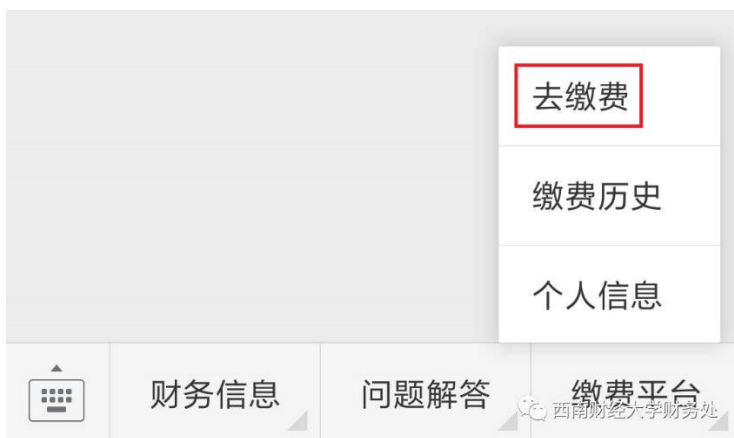 去缴费
缴费历史
个人信息
财务信息
问题解答
缴费平台
西南财经大学财务处